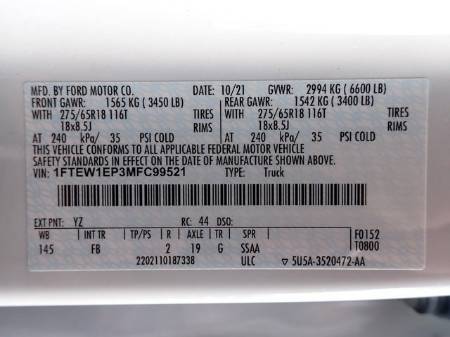 MFD. BY FORD MOTOR CO. 10/21 GVWR: 2994 KG ( 6600 LB)
FRONT GAWR: 1565 KG ( 3450 LB) REAR GAWR: 1542 KG ( 3400 LB)
275/65R18 116T TIRES 275/65R18 116T TIRES
18x8.5J RIMS 18x8.5J RIMS
AT 240 kPa/ 35 PSI COLD AT 240 kPa/ 35 PSI COLD
THIS VEHICLE CONFORMS TO ALL APPLICABLE FEDERAL MOTOR VEHICLE
SAFETY STANDARDS IN EFFECT ON THE DATE OF MANUFACTURE SHOWN ABOVE.
VIN: 1FTEW1EP3MFC99521 TYPE: Truck
EXT PNT: YZ RC: 44 DSO: F0152
WB INT TR TP/PS R AXLE TR SPR T0800
145 FB 2 19 G SSAA
2202110187338 ULC ▽ 5U5A-3520472-AA